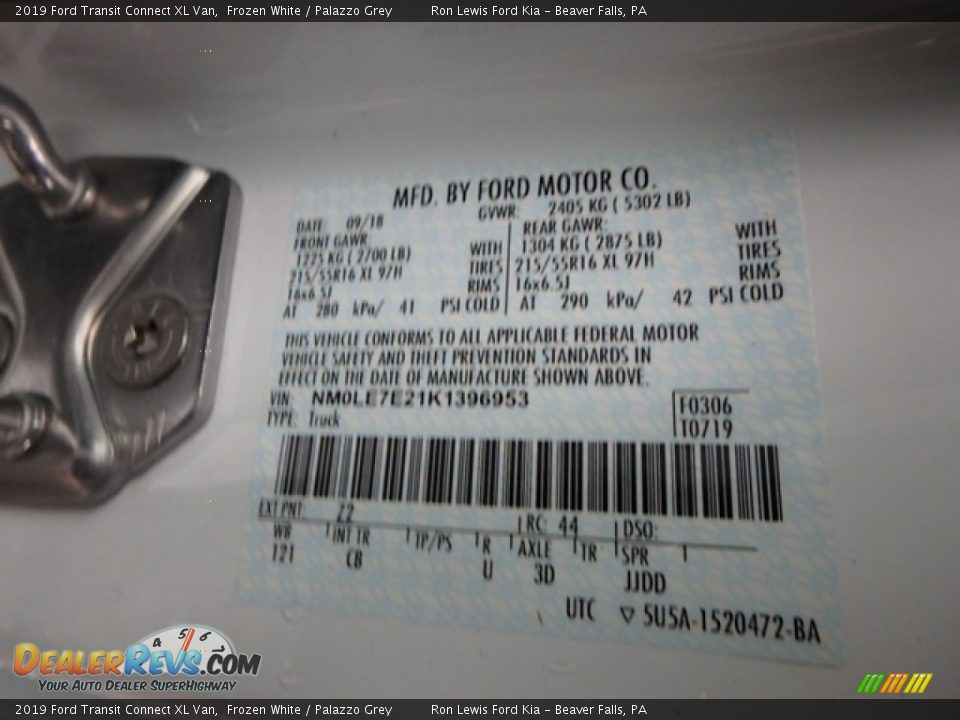 2019 Ford Transit Connect XL Van,  Frozen White / Palazzo Grey          Ron Lewis Ford Kia - Beaver Falls, PA
MFD. BY FORD MOTOR CO.
DATE: 09/18 GVWR: 2405 KG ( 5302 LB)
FRONT GAWR: REAR GAWR:
1225 KG ( 2700 LB) WITH 1304 KG ( 2875 LB) WITH
215/55R16 XL 97H TIRES 215/55R16 XL 97H TIRES
16x6.5J RIMS 16x6.5J RIMS
AT 280 kPa/ 41 PSI COLD AT 290 kPa/ 42 PSI COLD
THIS VEHICLE CONFORMS TO ALL APPLICABLE FEDERAL MOTOR
VEHICLE SAFETY AND THEFT PREVENTION STANDARDS IN
EFFECT ON THE DATE OF MANUFACTURE SHOWN ABOVE.
VIN: NM0LE7E21K1396953
TYPE: Truck
F0306
T0719
EXT PNT: Z2 RC: 44 DSO:
WB INT TR TP/PS R AXLE TR SPR
121 CB U 3D JJDD
UTC ▽ 5U5A-1520472-BA
DEALERREVS.COM
YOUR AUTO DEALER SUPERHIGHWAY
2019 Ford Transit Connect XL Van,  Frozen White / Palazzo Grey          Ron Lewis Ford Kia - Beaver Falls, PA